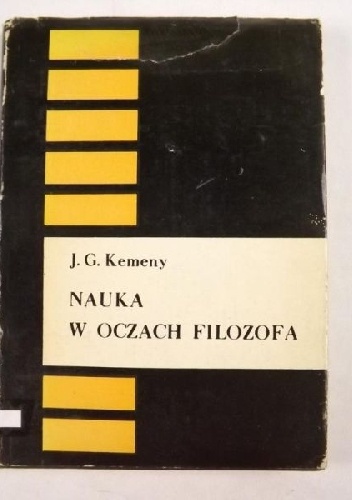 J. G. Kemeny
NAUKA
W OCZACH FILOZOFA